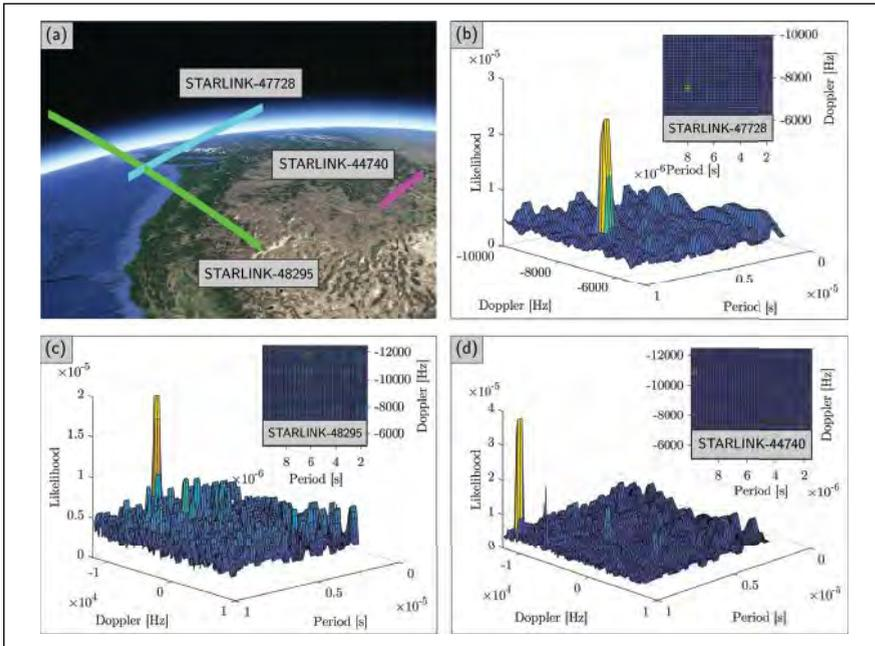 (a)
STARLINK-47728
STARLINK-44740
STARLINK-48295
(b)
×10⁻⁵
3
2
1
0
Likelihood
-10000
-8000
-6000
Doppler [Hz]
1
0.5
0
×10⁻⁵
Period [s]
-10000
-8000
-6000
Doppler [Hz]
STARLINK-47728
8
6
4
2
×10⁻⁶
Period [s]
(c)
×10⁻⁵
2
1.5
1
0.5
0
Likelihood
-1
0
1
×10⁴
Doppler [Hz]
1
0.5
0
×10⁻⁵
Period [s]
-12000
-10000
-8000
-6000
Doppler [Hz]
STARLINK-48295
8
6
4
2
×10⁻⁶
Period [s]
(d)
×10⁻⁵
4
3
2
1
0
Likelihood
-1
0
1
×10⁴
Doppler [Hz]
1
0.5
0
×10⁻⁵
Period [s]
-12000
-10000
-8000
-6000
Doppler [Hz]
STARLINK-44740
8
6
4
2
×10⁻⁶
Period [s]